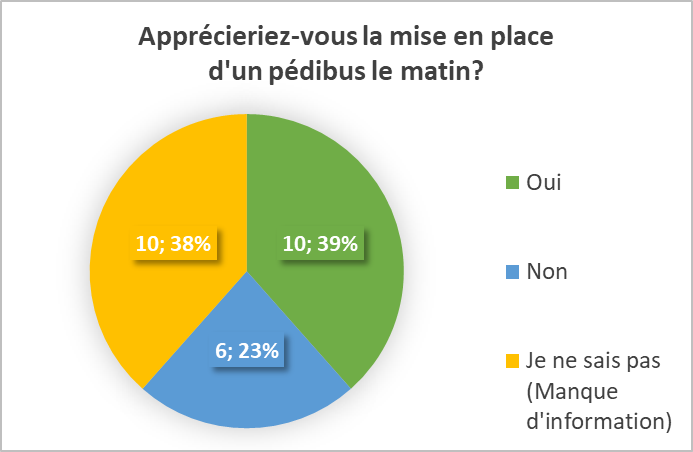 Apprécieriez-vous la mise en place
d'un pédibus le matin?
10; 38%
10; 39%
6; 23%
Oui
Non
Je ne sais pas
(Manque
d'information)